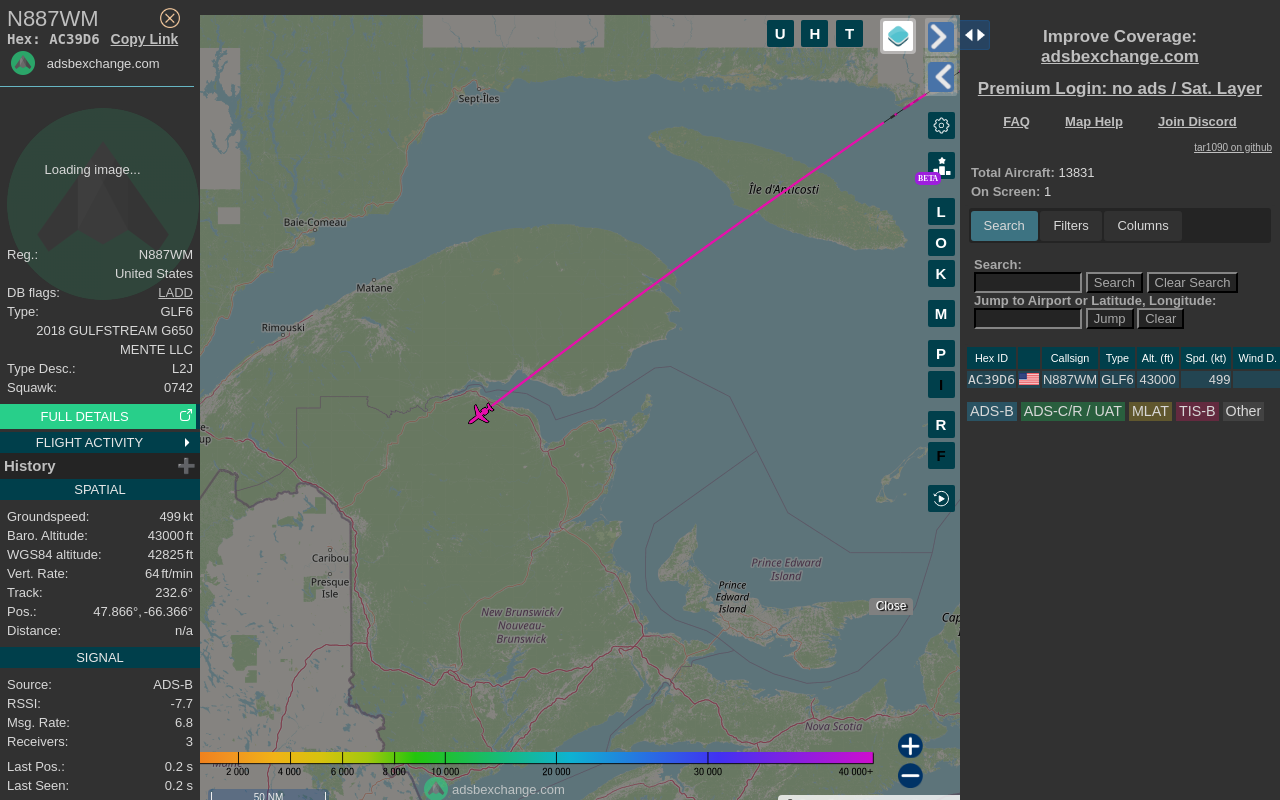 N887WM
Hex: AC39D6 Copy Link
adsbexchange.com
Loading image...
Reg.: N887WM
United States
DB flags: LADD
Type: GLF6
2018 GULFSTREAM G650
MENTE LLC
Type Desc.: L2J
Squawk: 0742
FULL DETAILS
FLIGHT ACTIVITY
History
SPATIAL
Groundspeed: 499 kt
Baro. Altitude: 43000 ft
WGS84 altitude: 42825 ft
Vert. Rate: 64 ft/min
Track: 232.6°
Pos.: 47.866°, -66.366°
Distance: n/a
SIGNAL
Source: ADS-B
RSSI: -7.7
Msg. Rate: 6.8
Receivers: 3
Last Pos.: 0.2 s
Last Seen: 0.2 s
U H T
Sept-Îles
Île d'Anticosti
Baie-Comeau
Matane
Rimouski
Caribou
Presque
Isle
New Brunswick /
Nouveau-
Brunswick
Prince Edward
Island
Prince
Edward
Island
Nova Scotia
Close
BETA
L
O
K
M
P
I
R
F
2 000 4 000 6 000 8 000 10 000 20 000 30 000 40 000+
adsbexchange.com
50 NM
Improve Coverage:
adsbexchange.com
Premium Login: no ads / Sat. Layer
FAQ Map Help Join Discord
tar1090 on github
Total Aircraft: 13831
On Screen: 1
Search Filters Columns
Search:
Search Clear Search
Jump to Airport or Latitude, Longitude:
Jump Clear
Hex ID Callsign Type Alt. (ft) Spd. (kt) Wind D.
AC39D6 N887WM GLF6 43000 499
ADS-B ADS-C/R / UAT MLAT TIS-B Other